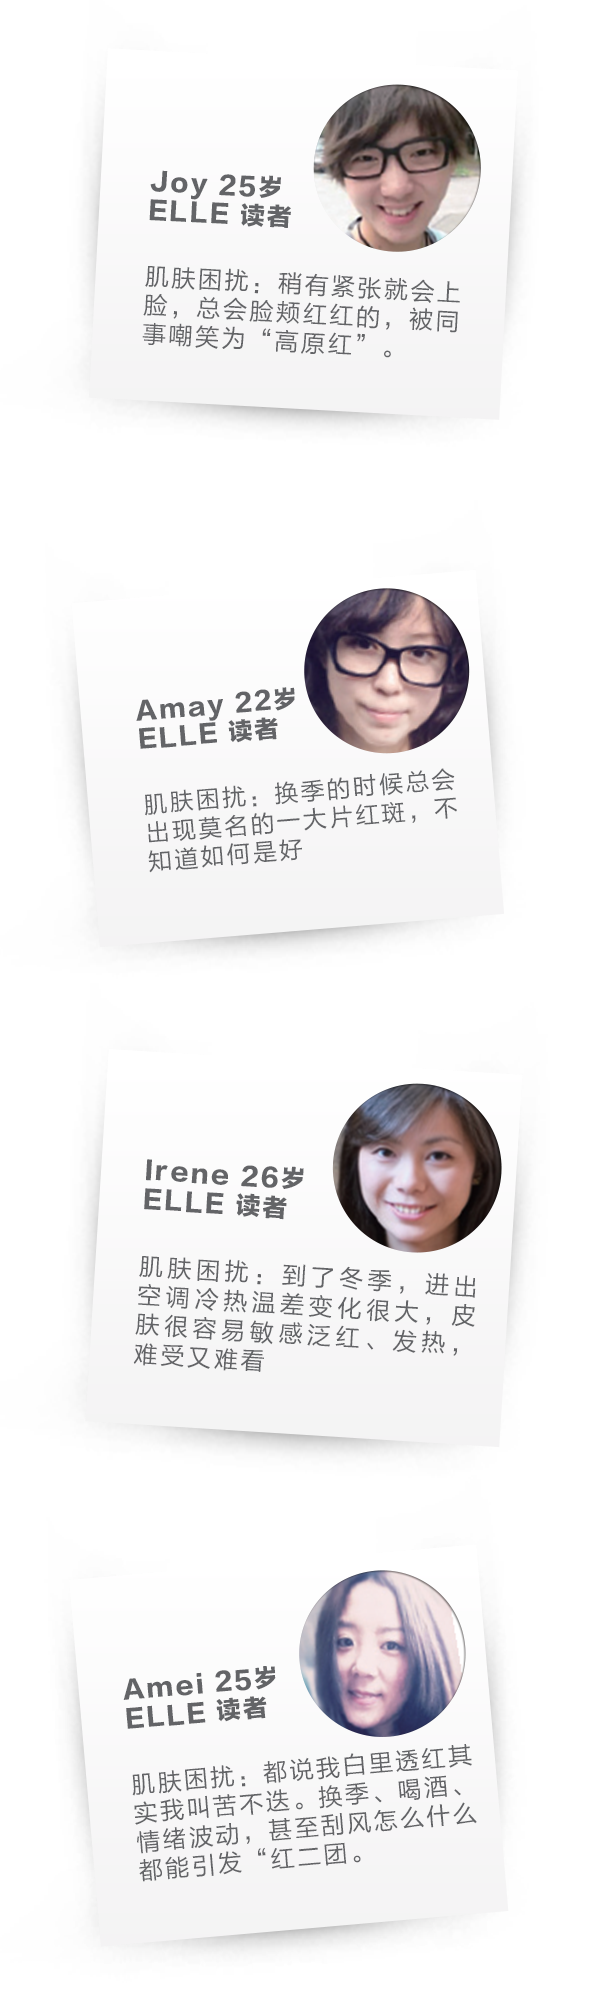 Joy 25岁
ELLE 读者
肌肤困扰：稍有紧张就会上
脸，总会脸颊红红的，被同
事嘲笑为“高原红”。
Amay 22岁
ELLE 读者
肌肤困扰：换季的时候总会
出现莫名的一大片红斑，不
知道如何是好
Irene 26岁
ELLE 读者
肌肤困扰：到了冬季，进出
空调冷热温差变化很大，皮
肤很容易敏感泛红、发热，
难受又难看
Amei 25岁
ELLE 读者
肌肤困扰：都说我白里透红其
实我叫苦不迭。换季、喝酒、
情绪波动，甚至刮风怎么什么
都能引发“红二团。